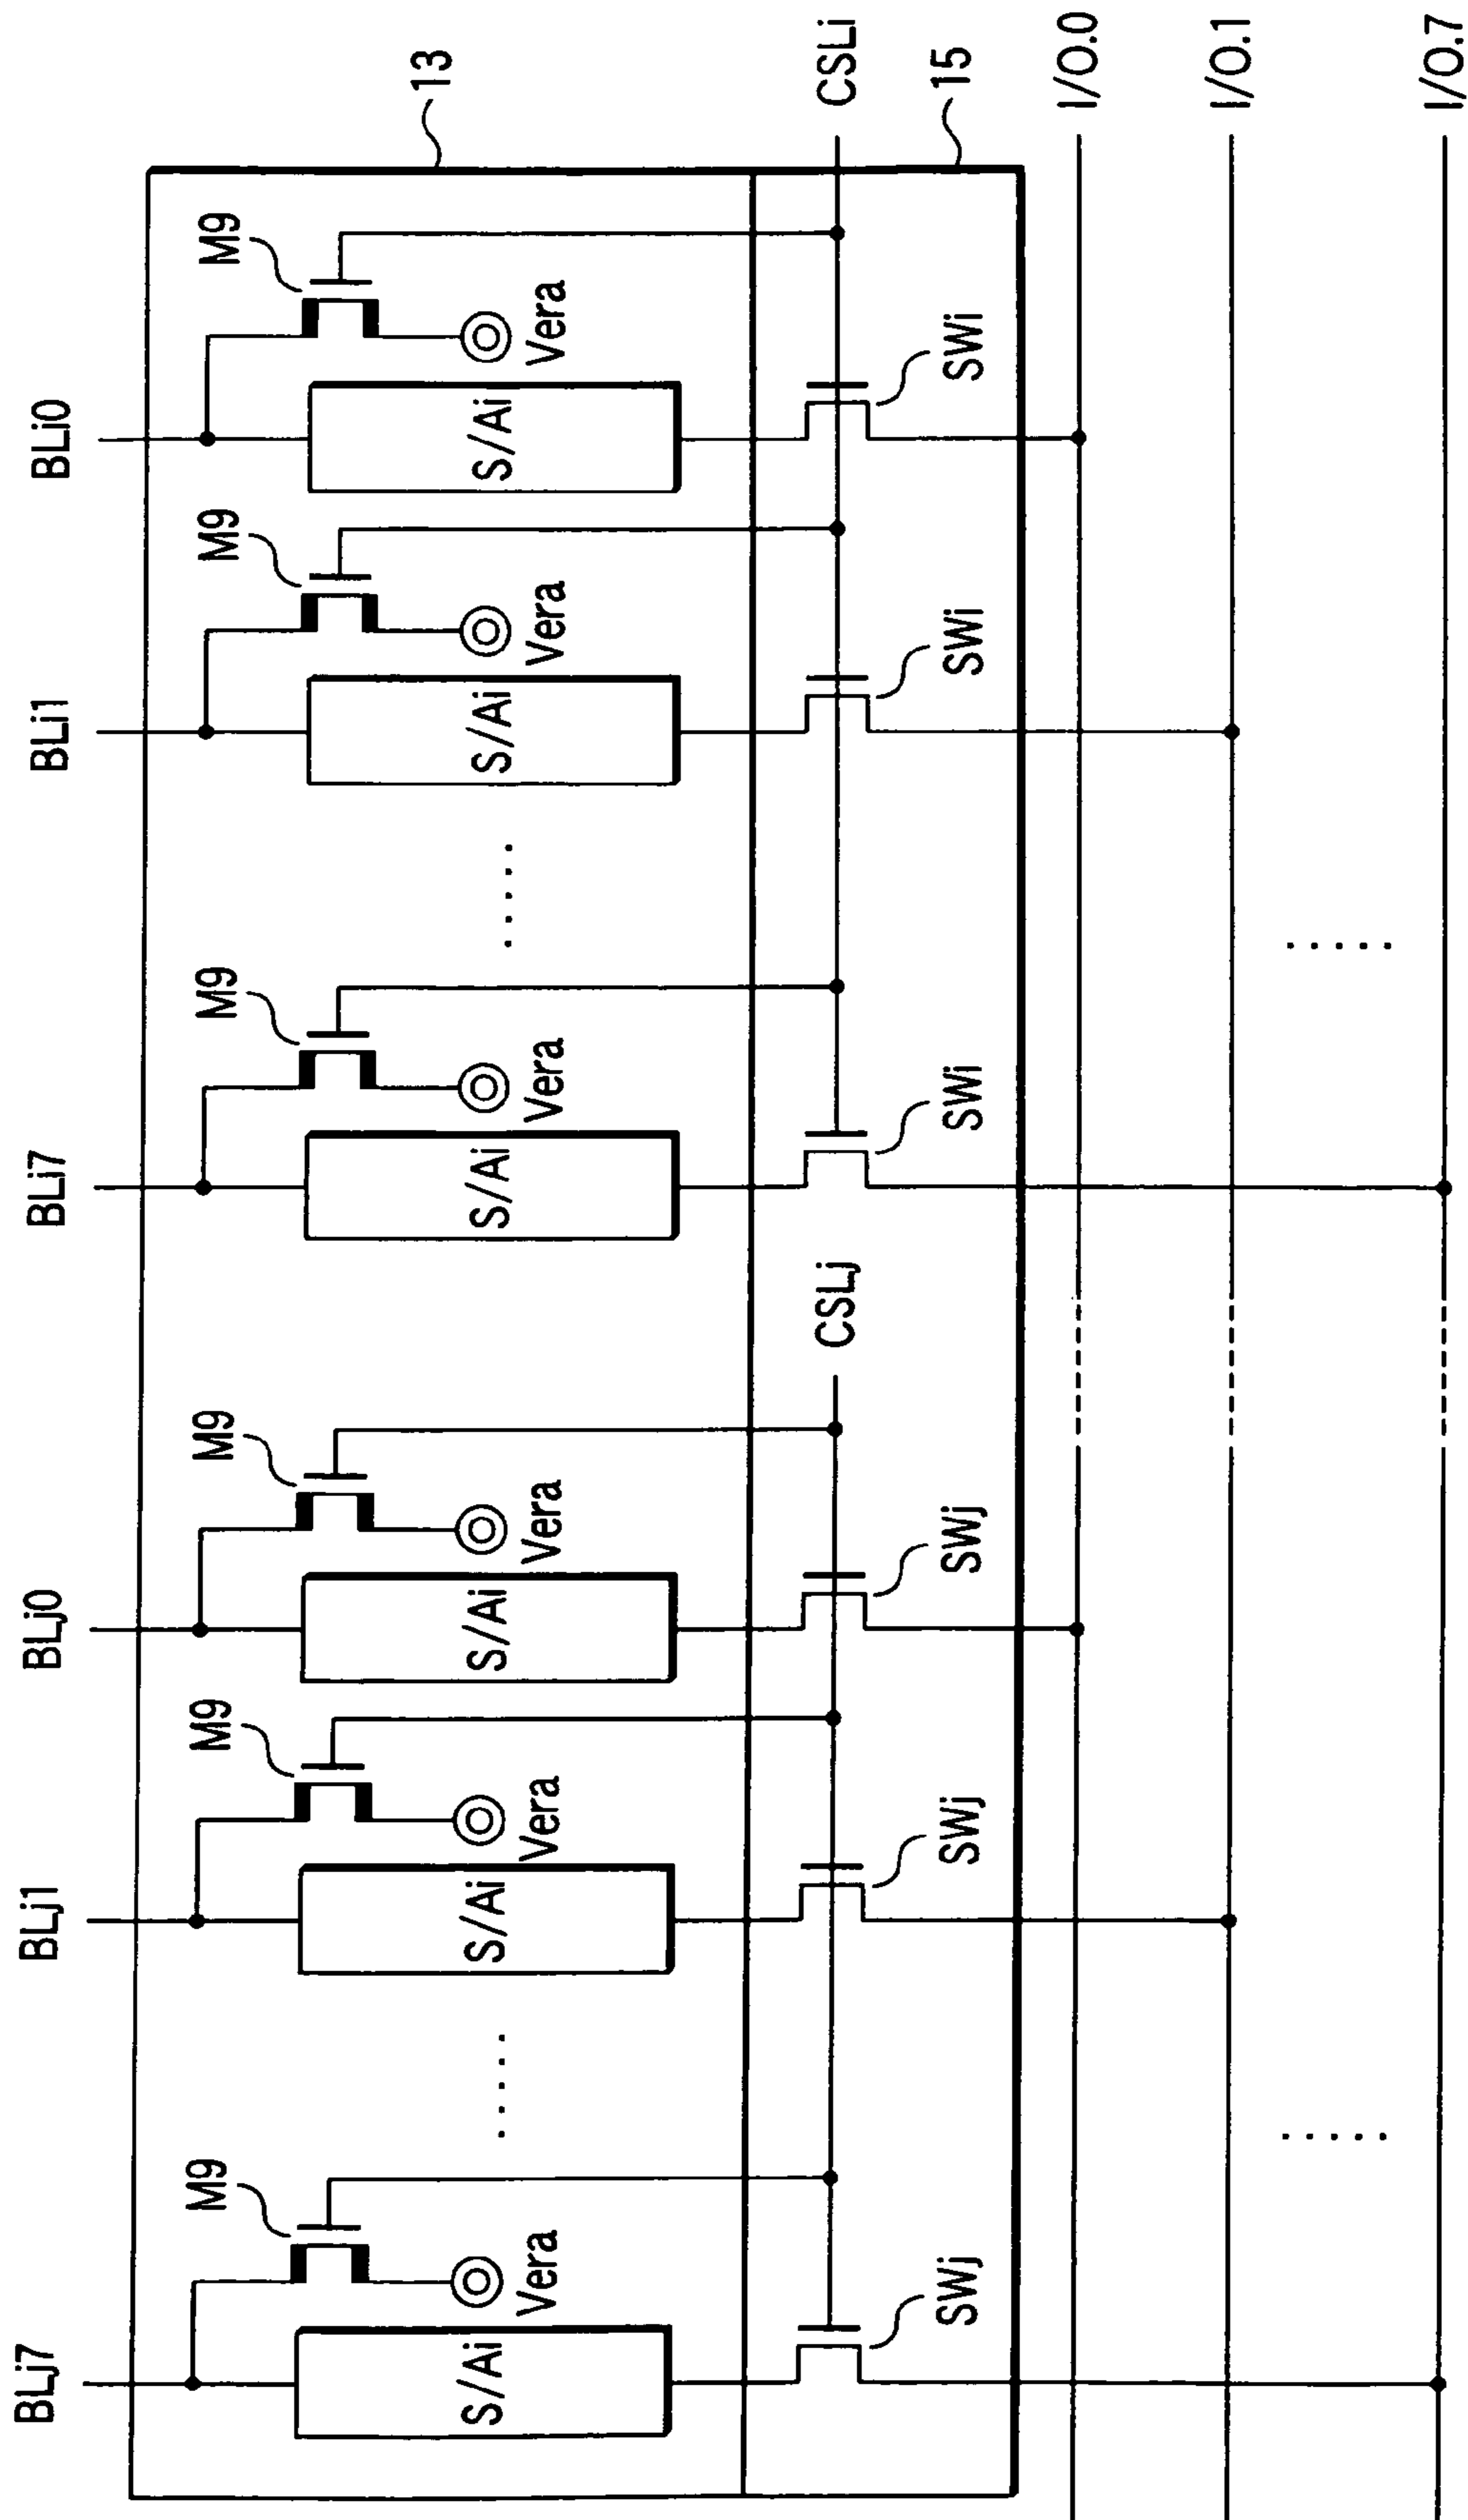 BLj7
BLj1
BLj0
BLi7
BLi1
BLi0
M9
M9
M9
M9
M9
M9
13
S/Ai
Vera
S/Ai
Vera
S/Ai
Vera
S/Ai
Vera
S/Ai
Vera
S/Ai
Vera
CSLj
CSLi
SWj
SWj
SWj
SWi
SWi
SWi
15
I/O.0
I/O.1
I/O.7